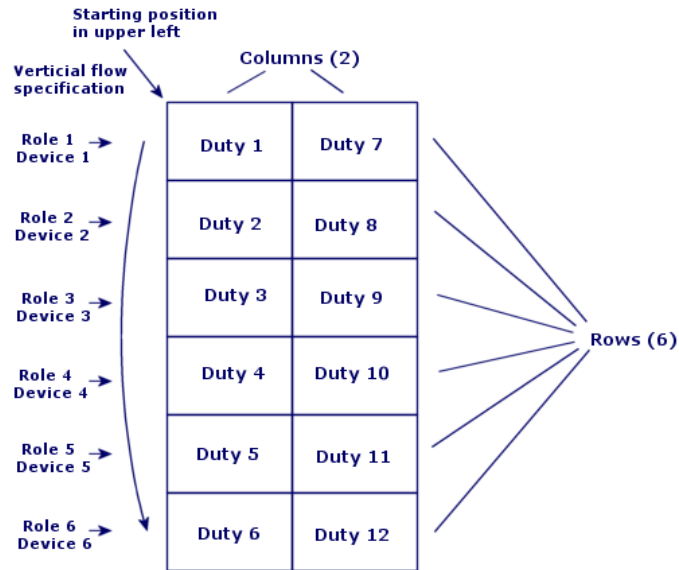 Starting position
in upper left
Columns (2)
Verticial flow
specification
Role 1
Device 1
Duty 1
Duty 7
Role 2
Device 2
Duty 2
Duty 8
Role 3
Device 3
Duty 3
Duty 9
Rows (6)
Role 4
Device 4
Duty 4
Duty 10
Role 5
Device 5
Duty 5
Duty 11
Role 6
Device 6
Duty 6
Duty 12